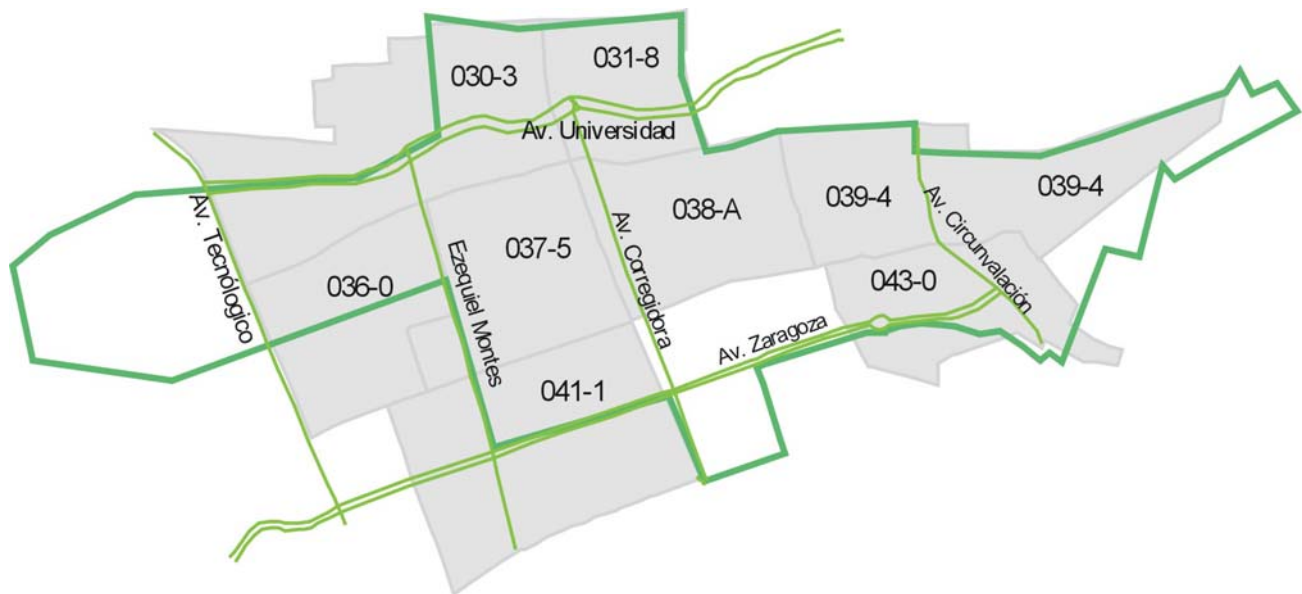 030-3
031-8
Av. Universidad
Av. Tecnólogico
036-0
Ezequiel Montes
037-5
Av. Corregidora
038-A
039-4
Av. Circunvalación
039-4
043-0
Av. Zaragoza
041-1